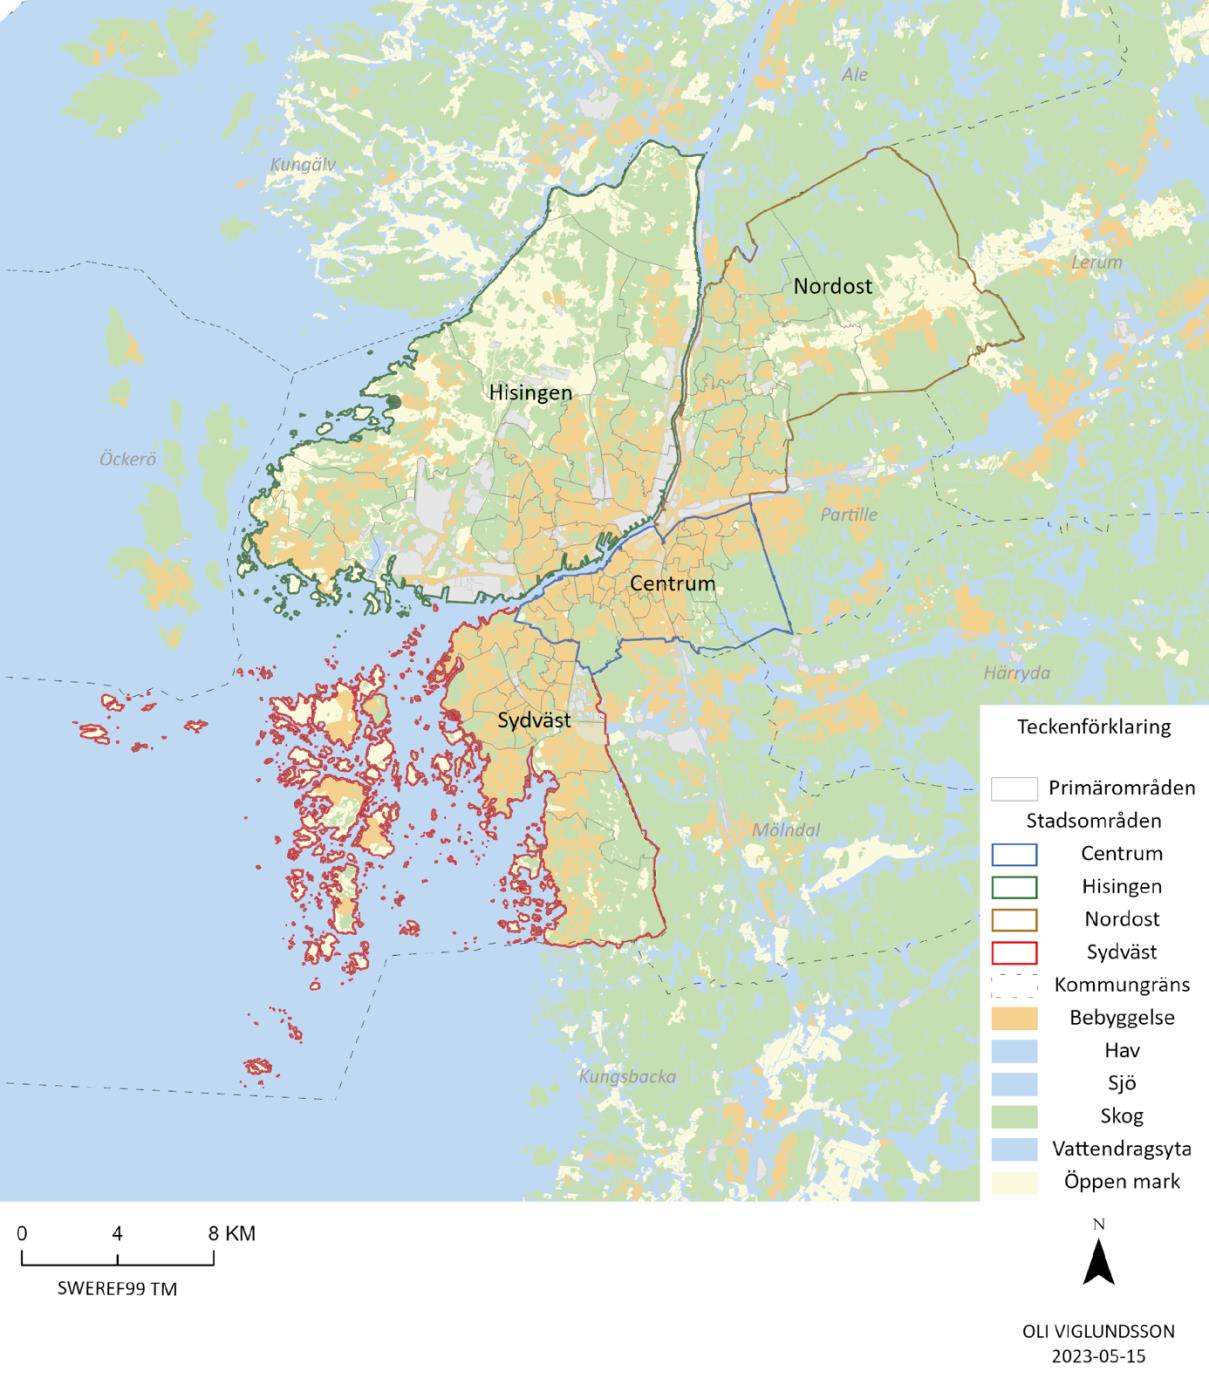 Ale
Kungälv
Lerum
Nordost
Hisingen
Öckerö
Partille
Centrum
Härryda
Sydväst
Mölndal
Kungsbacka
Teckenförklaring
Primärområden
Stadsområden
Centrum
Hisingen
Nordost
Sydväst
Kommungräns
Bebyggelse
Hav
Sjö
Skog
Vattendragsyta
Öppen mark
0 4 8 KM
SWEREF99 TM
N
OLI VIGLUNDSSON
2023-05-15